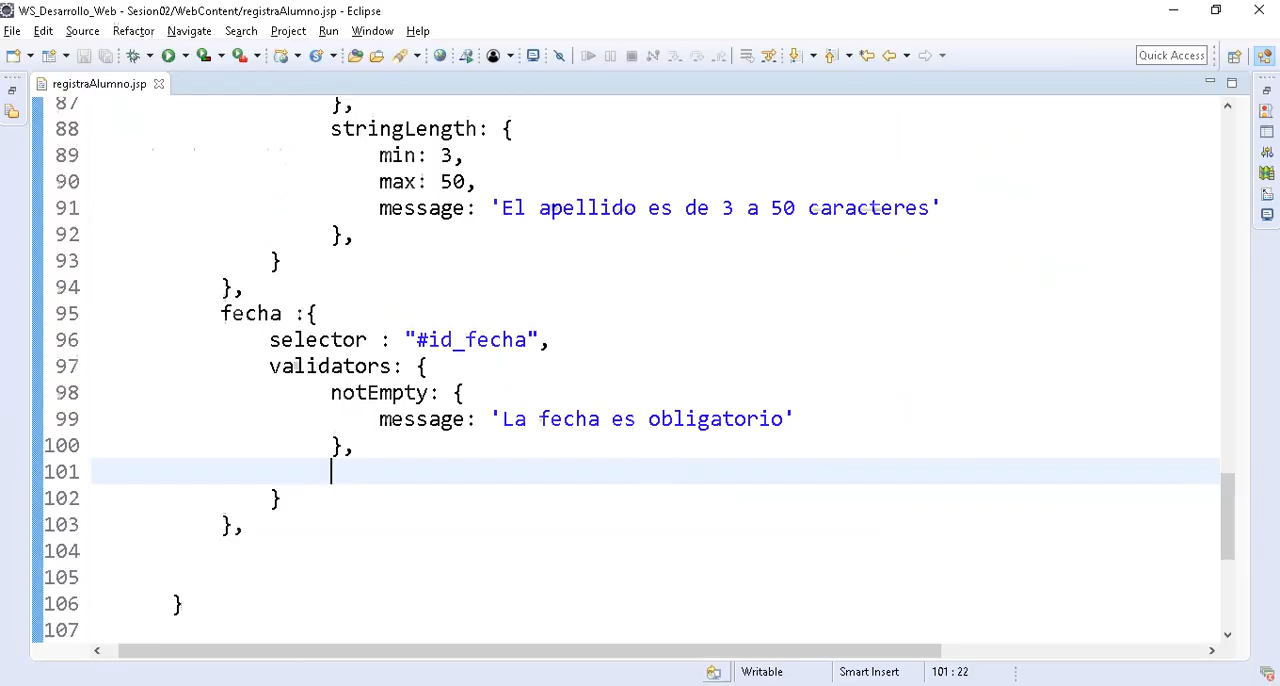 WS_Desarrollo_Web - Sesion02/WebContent/registraAlumno.jsp - Eclipse
File Edit Source Refactor Navigate Search Project Run Window Help
Quick Access
registraAlumno.jsp
87 },
88 stringLength: {
89 min: 3,
90 max: 50,
91 message: 'El apellido es de 3 a 50 caracteres'
92 },
93 }
94 },
95 fecha :{
96 selector : "#id_fecha",
97 validators: {
98 notEmpty: {
99 message: 'La fecha es obligatorio'
100 },
101
102 }
103 },
104
105
106 }
107
Writable Smart Insert 101 : 22